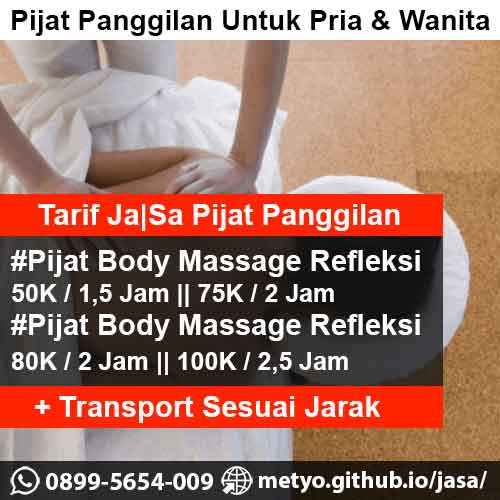 Pijat Panggilan Untuk Pria & Wanita
Tarif Ja|Sa Pijat Panggilan
#Pijat Body Massage Refleksi
50K / 1,5 Jam || 75K / 2 Jam
#Pijat Body Massage Refleksi
80K / 2 Jam || 100K / 2,5 Jam
+ Transport Sesuai Jarak
0899-5654-009 metyo.github.io/jasa/